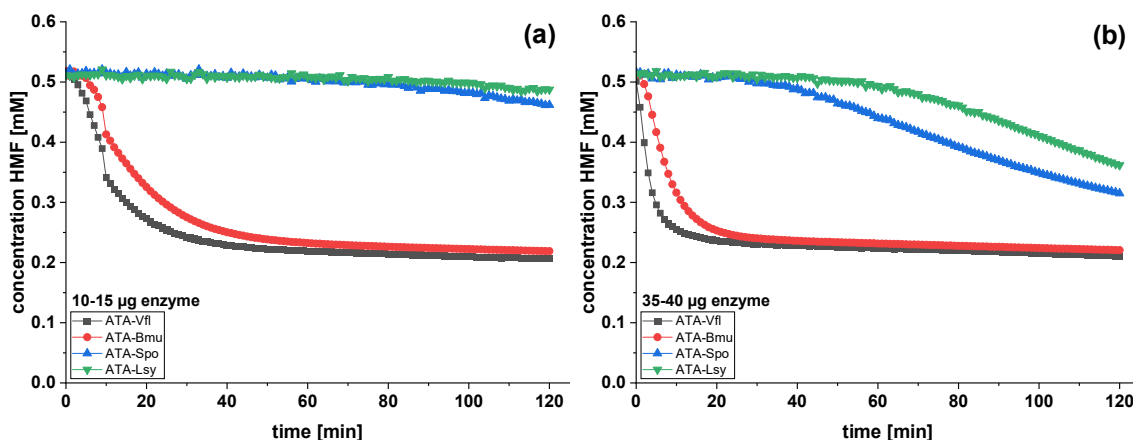 (a)
concentration HMF [mM]
0.6
0.5
0.4
0.3
0.2
0.1
0.0
10-15 µg enzyme
ATA-Vfl
ATA-Bmu
ATA-Spo
ATA-Lsy
0 20 40 60 80 100 120
time [min]
(b)
concentration HMF [mM]
0.6
0.5
0.4
0.3
0.2
0.1
0.0
35-40 µg enzyme
ATA-Vfl
ATA-Bmu
ATA-Spo
ATA-Lsy
0 20 40 60 80 100 120
time [min]